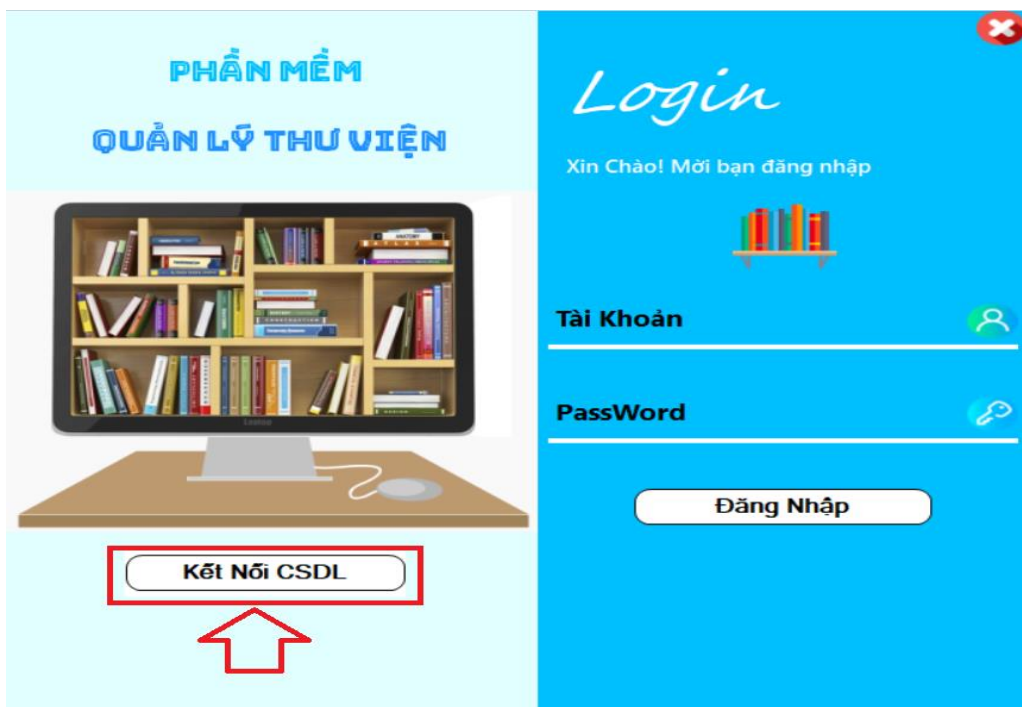 PHẦN MỀM
QUẢN LÝ THƯ VIỆN
Kết Nối CSDL
Login
Xin Chào! Mời bạn đăng nhập
Tài Khoản
PassWord
Đăng Nhập